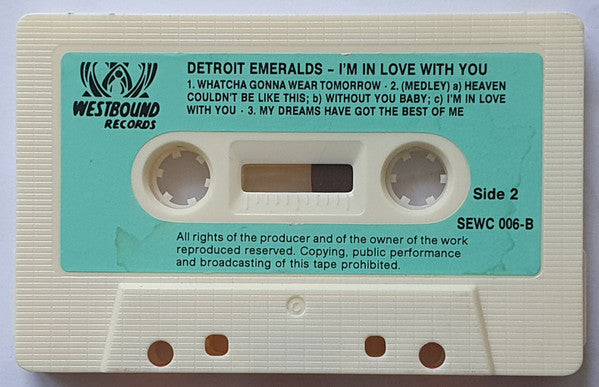 WESTBOUND
RECORDS
DETROIT EMERALDS – I'M IN LOVE WITH YOU
1. WHATCHA GONNA WEAR TOMORROW · 2. (MEDLEY) a) HEAVEN
COULDN'T BE LIKE THIS; b) WITHOUT YOU BABY; c) I'M IN LOVE
WITH YOU · 3. MY DREAMS HAVE GOT THE BEST OF ME
Side 2
SEWC 006-B
All rights of the producer and of the owner of the work
reproduced reserved. Copying, public performance
and broadcasting of this tape prohibited.